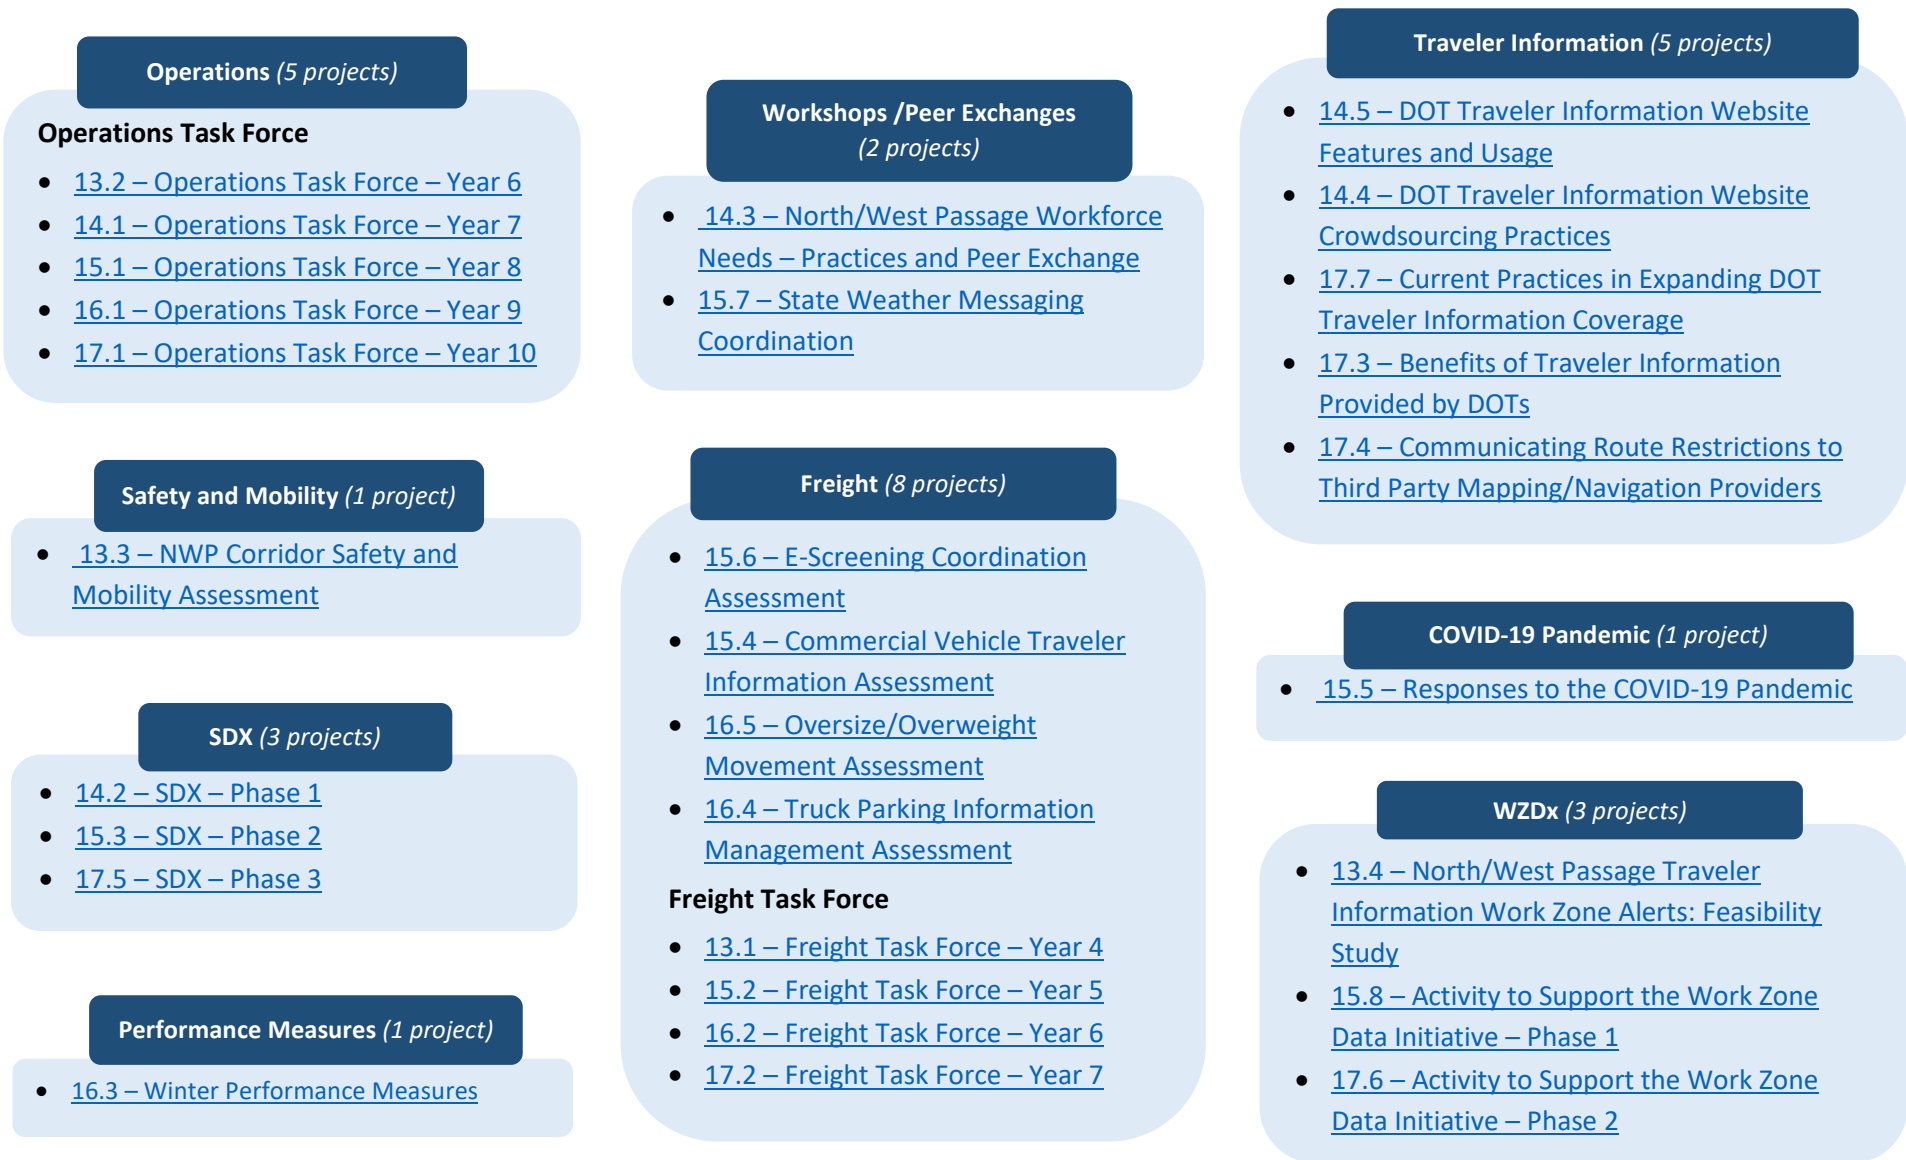 Operations (5 projects)
Operations Task Force
• 13.2 – Operations Task Force – Year 6
• 14.1 – Operations Task Force – Year 7
• 15.1 – Operations Task Force – Year 8
• 16.1 – Operations Task Force – Year 9
• 17.1 – Operations Task Force – Year 10
Safety and Mobility (1 project)
• 13.3 – NWP Corridor Safety and
Mobility Assessment
SDX (3 projects)
• 14.2 – SDX – Phase 1
• 15.3 – SDX – Phase 2
• 17.5 – SDX – Phase 3
Performance Measures (1 project)
• 16.3 – Winter Performance Measures
Workshops /Peer Exchanges
(2 projects)
• 14.3 – North/West Passage Workforce
Needs – Practices and Peer Exchange
• 15.7 – State Weather Messaging
Coordination
Freight (8 projects)
• 15.6 – E-Screening Coordination
Assessment
• 15.4 – Commercial Vehicle Traveler
Information Assessment
• 16.5 – Oversize/Overweight
Movement Assessment
• 16.4 – Truck Parking Information
Management Assessment
Freight Task Force
• 13.1 – Freight Task Force – Year 4
• 15.2 – Freight Task Force – Year 5
• 16.2 – Freight Task Force – Year 6
• 17.2 – Freight Task Force – Year 7
Traveler Information (5 projects)
• 14.5 – DOT Traveler Information Website
Features and Usage
• 14.4 – DOT Traveler Information Website
Crowdsourcing Practices
• 17.7 – Current Practices in Expanding DOT
Traveler Information Coverage
• 17.3 – Benefits of Traveler Information
Provided by DOTs
• 17.4 – Communicating Route Restrictions to
Third Party Mapping/Navigation Providers
COVID-19 Pandemic (1 project)
• 15.5 – Responses to the COVID-19 Pandemic
WZDx (3 projects)
• 13.4 – North/West Passage Traveler
Information Work Zone Alerts: Feasibility
Study
• 15.8 – Activity to Support the Work Zone
Data Initiative – Phase 1
• 17.6 – Activity to Support the Work Zone
Data Initiative – Phase 2